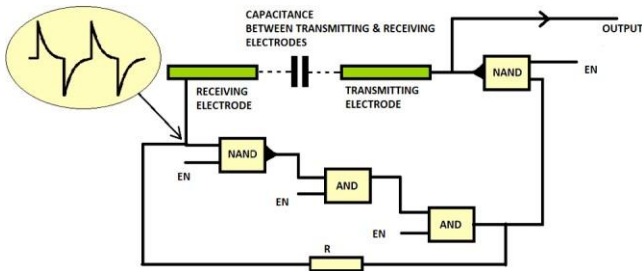 CAPACITANCE
BETWEEN TRANSMITTING & RECEIVING
ELECTRODES
OUTPUT
NAND
EN
RECEIVING
ELECTRODE
TRANSMITTING
ELECTRODE
NAND
EN
AND
EN
AND
EN
R